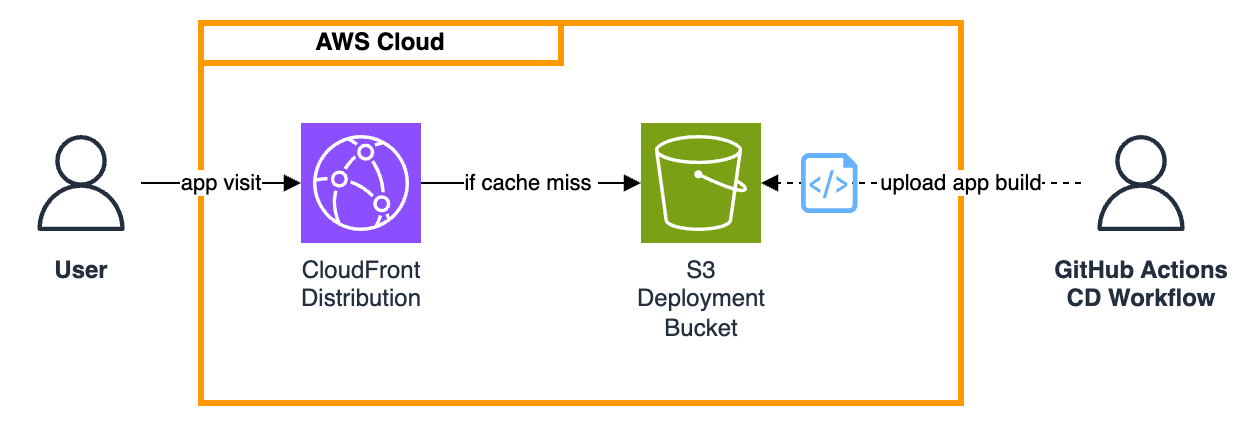 AWS Cloud
app visit
if cache miss
</>
upload app build
User
CloudFront
Distribution
S3
Deployment
Bucket
GitHub Actions
CD Workflow